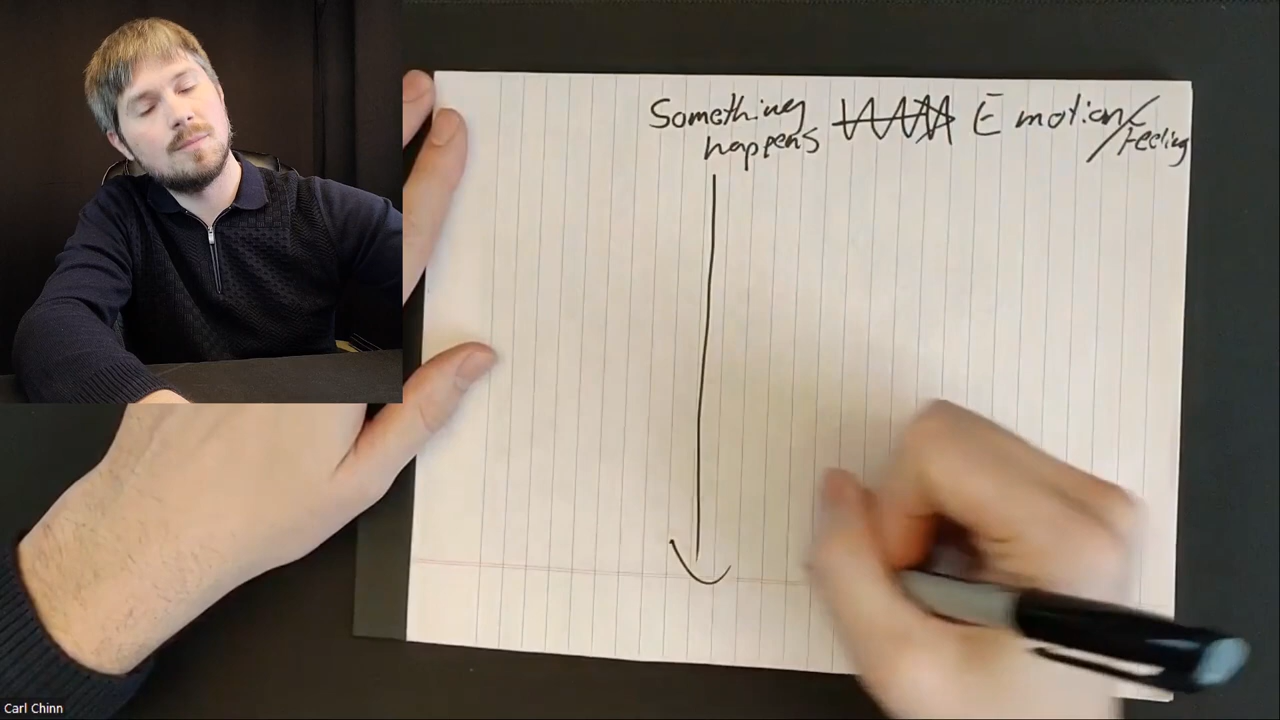 Something
happens
Emotion/
Feeling
Carl Chinn